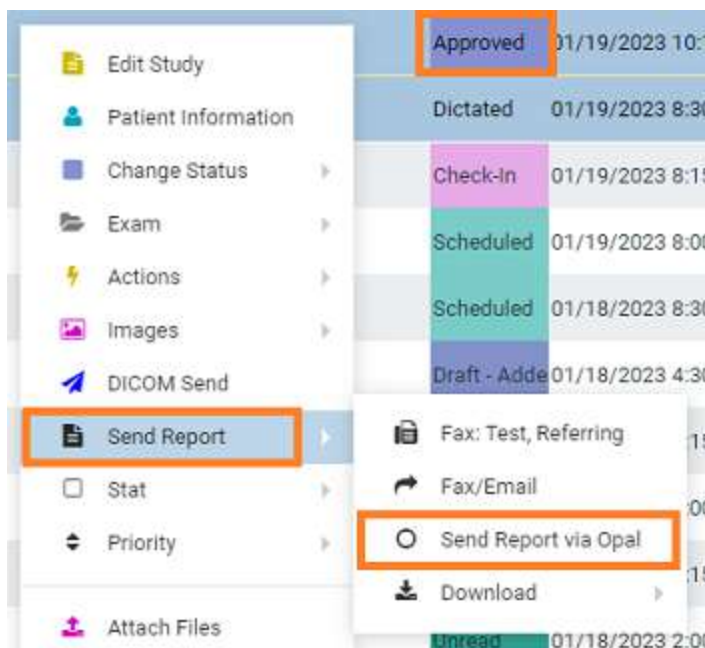 Edit Study
Patient Information
Change Status
Exam
Actions
Images
DICOM Send
Send Report
Stat
Priority
Attach Files
Fax: Test, Referring
Fax/Email
Send Report via Opal
Download
Approved 01/19/2023 10:
Dictated 01/19/2023 8:30
Check-In 01/19/2023 8:15
Scheduled 01/19/2023 8:00
Scheduled 01/18/2023 8:30
Draft - Adde 01/18/2023 4:30
Unread 01/18/2023 2:00